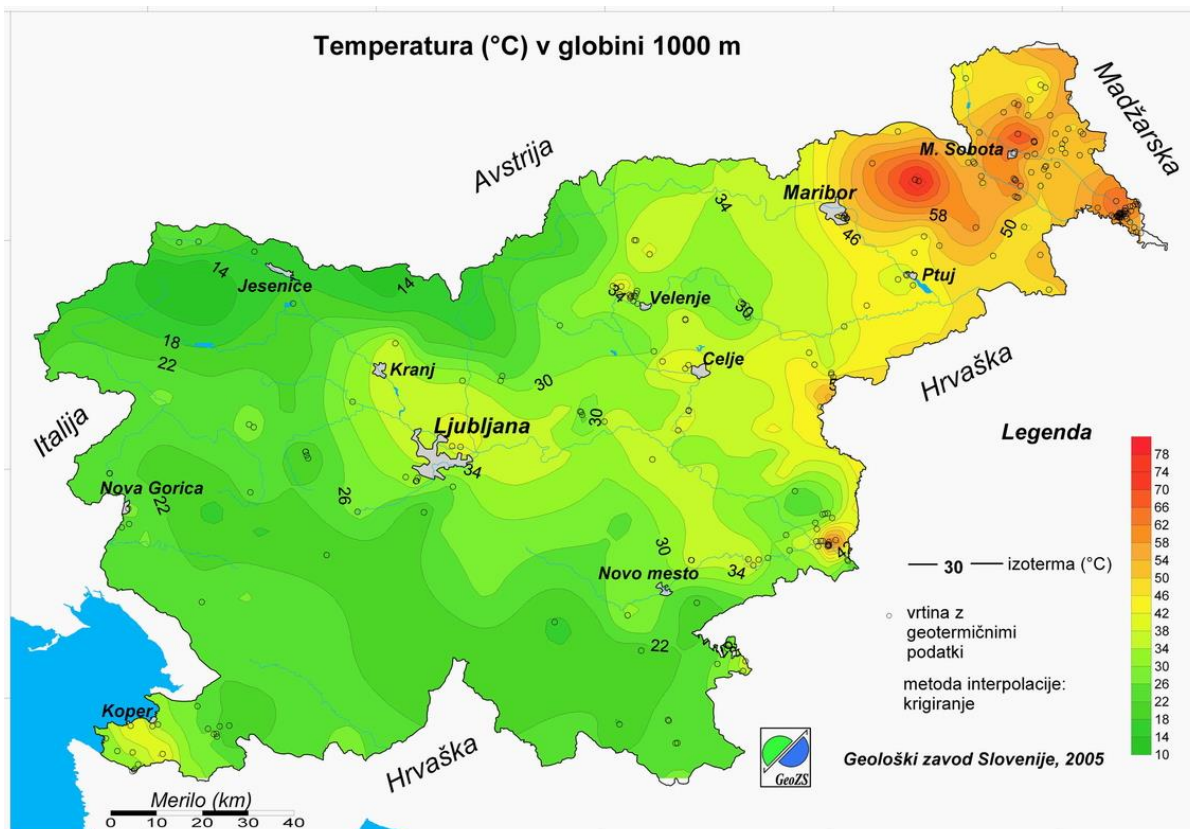 Temperatura (°C) v globini 1000 m
Madžarska
Avstrija
M. Sobota
34
Maribor
58
50
46
14
Jesenice
14
Ptuj
34
Velenje
30
18
22
Kranj
Celje
30
Hrvaška
30
Italija
Ljubljana
Legenda
34
78
74
70
66
62
58
54
50
46
42
38
34
30
26
22
18
14
10
Nova Gorica
22
26
30
42
34
Novo mesto
30 izoterma (°C)
vrtina z
geotermičnimi
podatki
22
metoda interpolacije:
krigiranje
Koper
Hrvaška
GeoZS
Geološki zavod Slovenije, 2005
Merilo (km)
0 10 20 30 40